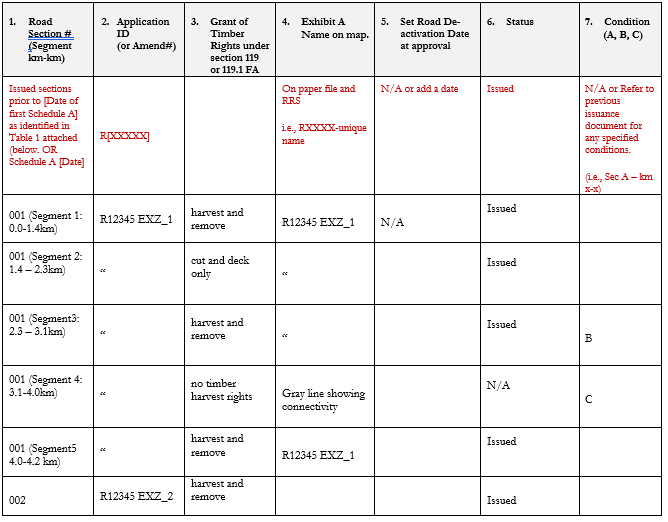 1. Road
Section #
(Segment
km-km)
2. Application
ID
(or Amend#)
3. Grant of
Timber
Rights under
section 119
or 119.1 FA
4. Exhibit A
Name on map.
5. Set Road De-
activation Date
at approval
6. Status
7. Condition
(A, B, C)
Issued sections
prior to [Date of
first Schedule A]
as identified in
Table 1 attached
(below. OR
Schedule A [Date]
R[XXXXX]
On paper file and
RRS
i.e., RXXXX-unique
name
N/A or add a date
Issued
N/A or Refer to
previous
issuance
document for
any specified
conditions.
(i.e., Sec A – km
x-x)
001 (Segment 1:
0.0-1.4km)
R12345 EXZ_1
harvest and
remove
R12345 EXZ_1
N/A
Issued
001 (Segment 2:
1.4 – 2.3km)
“
cut and deck
only
“
Issued
001 (Segment3:
2.3 – 3.1km)
“
harvest and
remove
“
Issued
B
001 (Segment 4:
3.1-4.0km)
“
no timber
harvest rights
Gray line showing
connectivity
N/A
C
001 (Segment5
4.0-4.2 km)
“
harvest and
remove
R12345 EXZ_1
Issued
002
R12345 EXZ_2
harvest and
remove
Issued